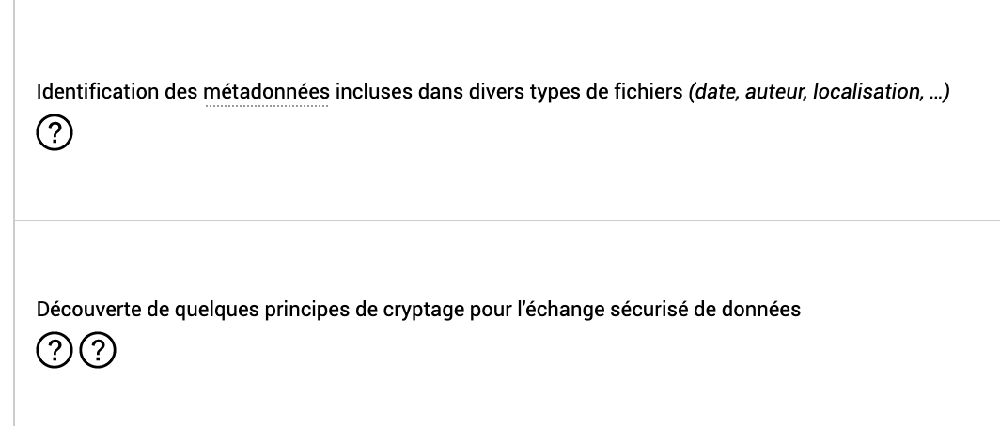 Identification des métadonnées incluses dans divers types de fichiers (date, auteur, localisation, ...)
?
Découverte de quelques principes de cryptage pour l'échange sécurisé de données
? ?